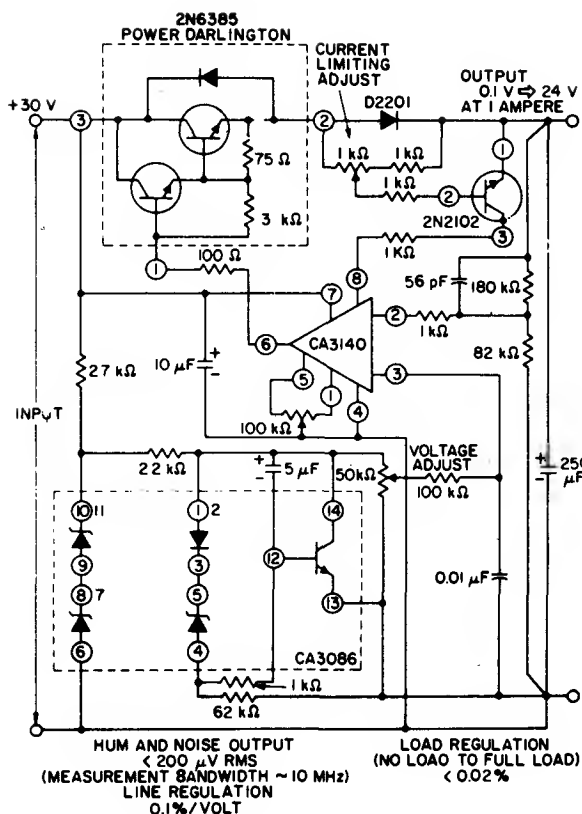 2N6385
POWER DARLINGTON
CURRENT
LIMITING
ADJUST
OUTPUT
0.1 V ⇨ 24 V
AT 1 AMPERE
+30 V
3
2
D2201
1
75 Ω
1 kΩ
1 kΩ
1 kΩ
2
2N2102
3 kΩ
3
1
100 Ω
1KΩ
8
56 pF
180 kΩ
7
2
1 kΩ
6
CA3140
27 kΩ
10 μF
+
-
5
1
4
3
82 kΩ
INPUT
100 kΩ
VOLTAGE
ADJUST
+
-
250
μF
2.2 kΩ
+
-
5 μF
50kΩ
100 kΩ
10 11
1 2
14
9
3
12
0.01 μF
8 7
5
13
6
4
CA3086
1 kΩ
62 kΩ
HUM AND NOISE OUTPUT
< 200 μV RMS
(MEASUREMENT BANDWIDTH ~ 10 MHz)
LINE REGULATION
0.1%/VOLT
LOAD REGULATION
(NO LOAO TO FULL LOAD)
< 0.02%